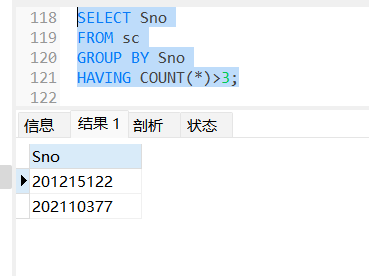 118 SELECT Sno
119 FROM sc
120 GROUP BY Sno
121 HAVING COUNT(*)>3;
122
信息 结果 1 剖析 状态
Sno
201215122
202110377